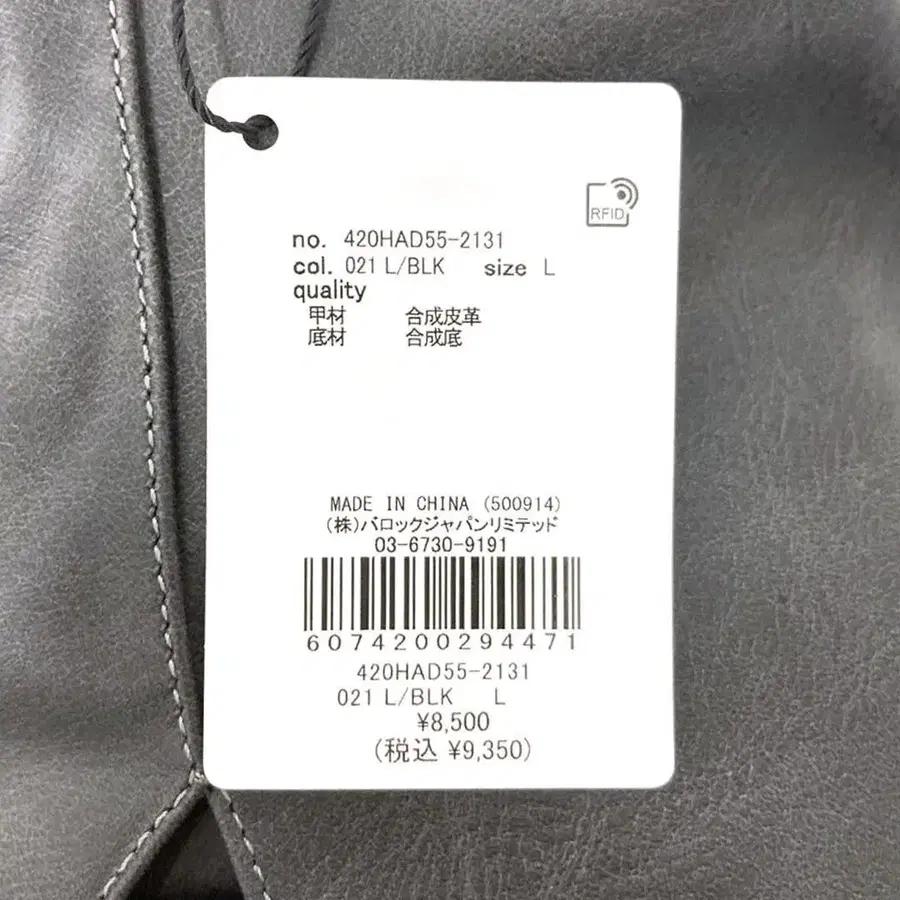 RFID
no. 420HAD55-2131
col. 021 L/BLK size L
quality
甲材 合成皮革
底材 合成底
MADE IN CHINA (500914)
(株)バロックジャパンリミテッド
03-6730-9191
6074200294471
420HAD55-2131
021 L/BLK L
¥8,500
(税込 ¥9,350)